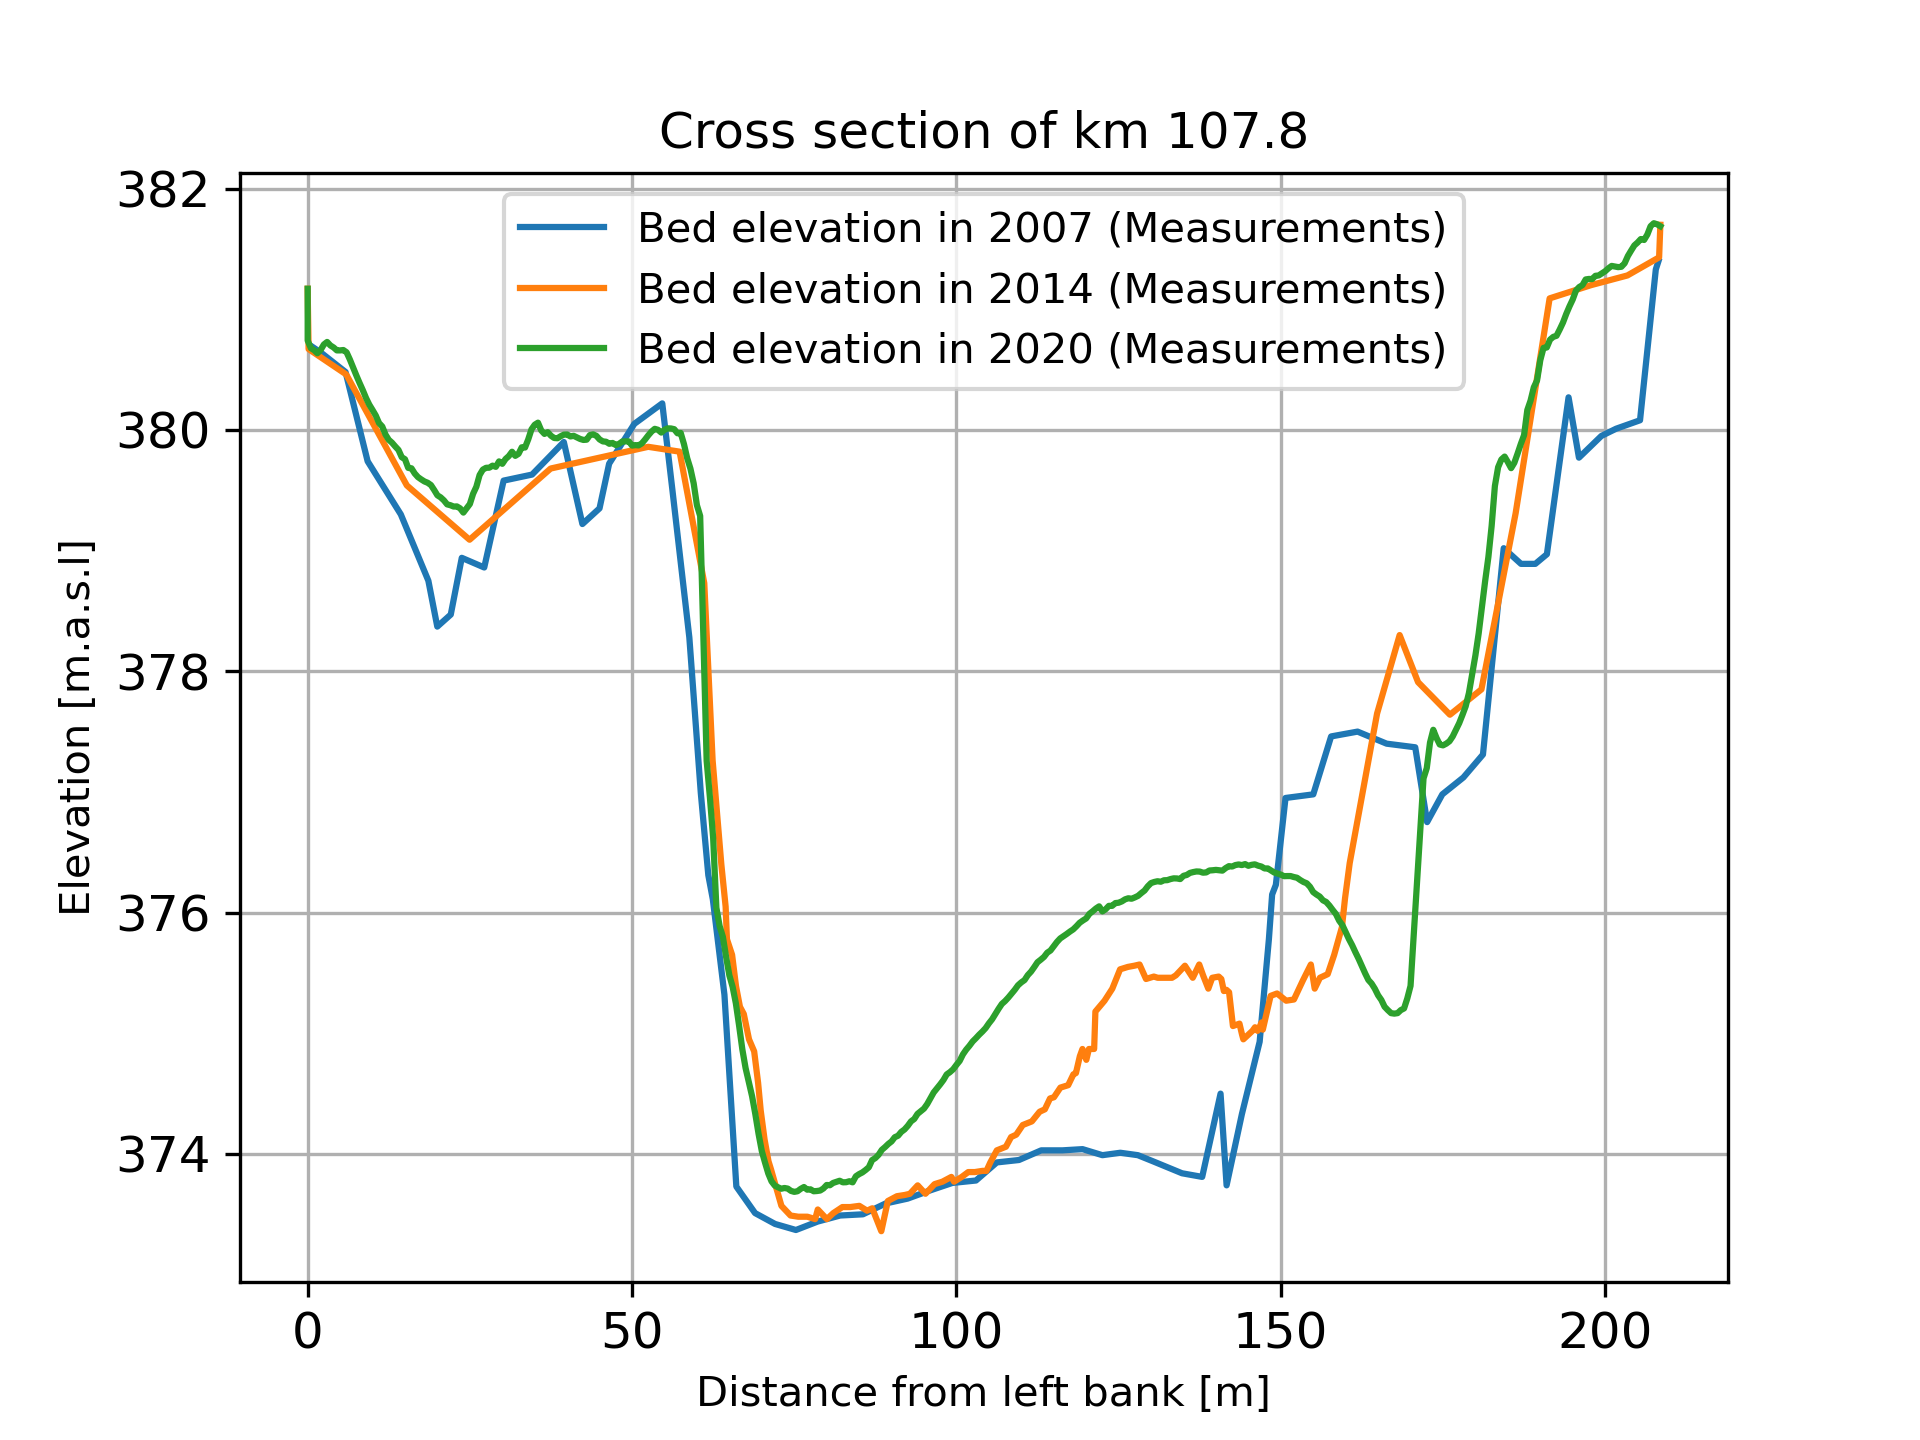 Cross section of km 107.8
382
380
378
376
374
Elevation [m.a.s.l]
Bed elevation in 2007 (Measurements)
Bed elevation in 2014 (Measurements)
Bed elevation in 2020 (Measurements)
0 50 100 150 200
Distance from left bank [m]